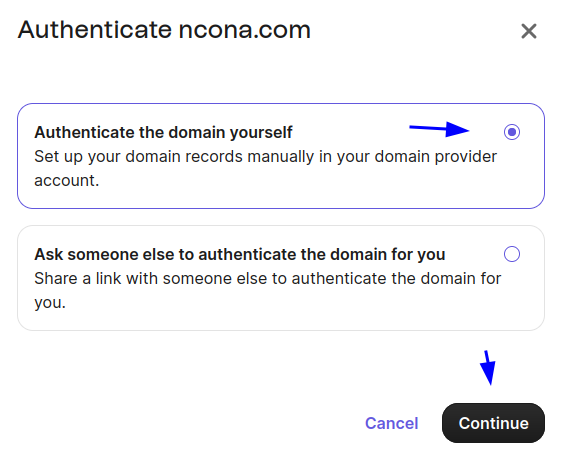 Authenticate ncona.com
Authenticate the domain yourself
Set up your domain records manually in your domain provider
account.
Ask someone else to authenticate the domain for you
Share a link with someone else to authenticate the domain for
you.
Cancel
Continue